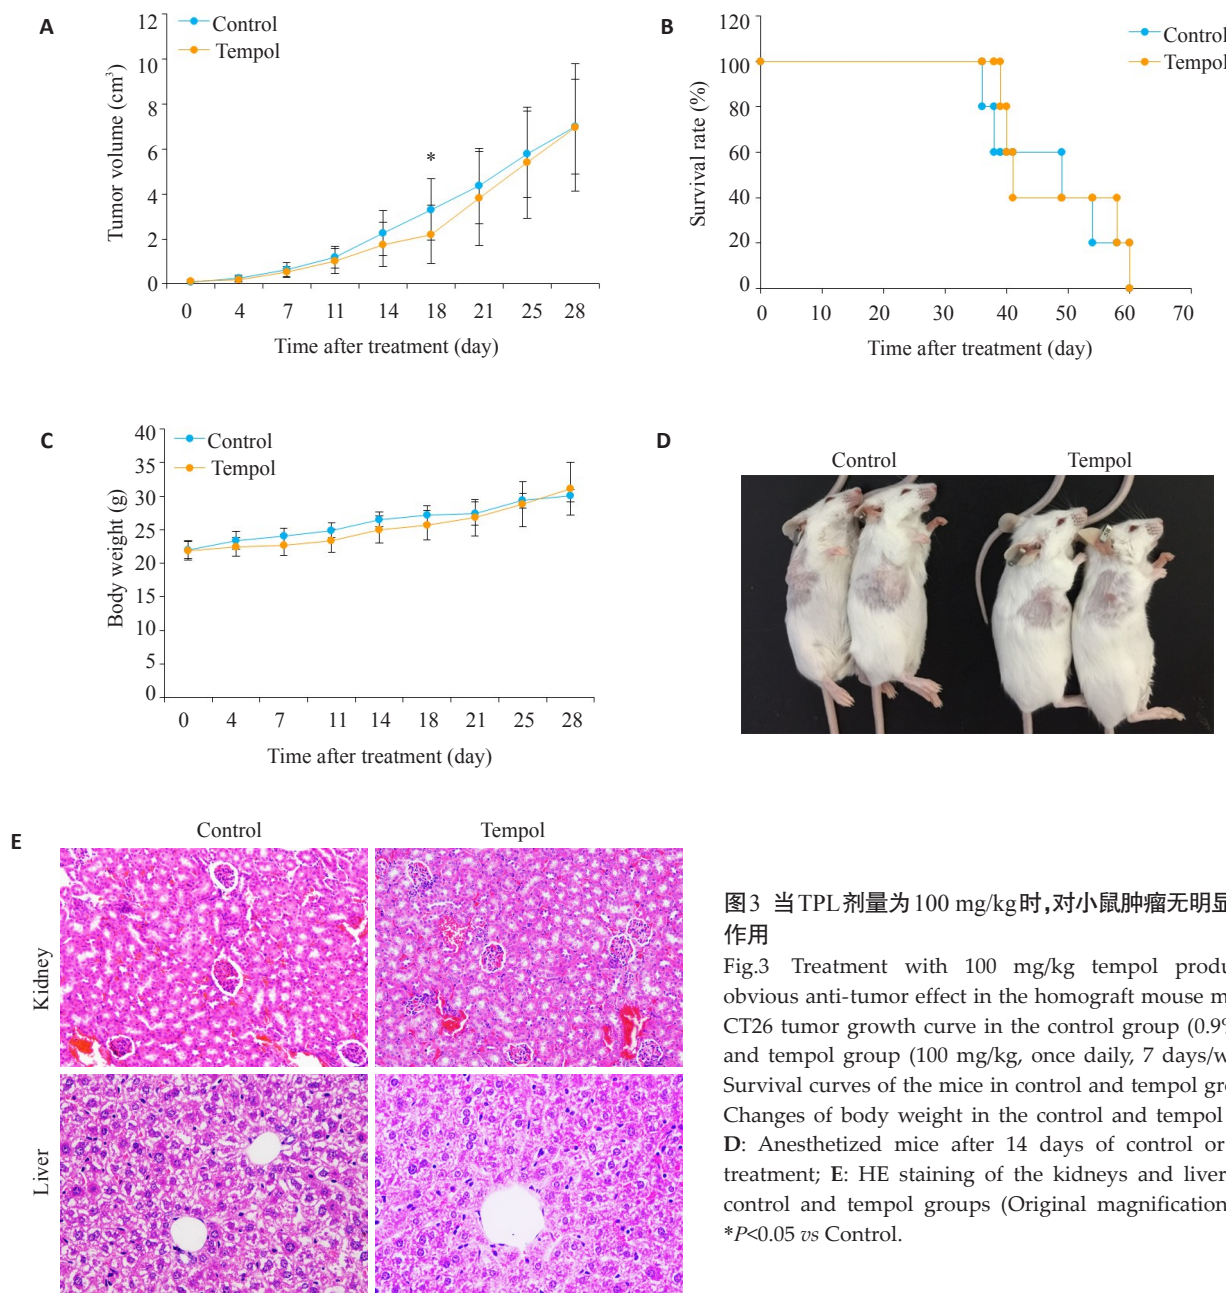 A
Control
Tempol
12
10
8
6
4
2
0
Tumor volume (cm³)
*
0 4 7 11 14 18 21 25 28
Time after treatment (day)
B
Control
Tempol
120
100
80
60
40
20
0
Survival rate (%)
0 10 20 30 40 50 60 70
Time after treatment (day)
C
Control
Tempol
40
35
30
25
20
15
10
5
0
Body weight (g)
0 4 7 11 14 18 21 25 28
Time after treatment (day)
D
Control Tempol
E
Control Tempol
Kidney
Liver
图3 当TPL剂量为100 mg/kg时,对小鼠肿瘤无明显
作用
Fig.3 Treatment with 100 mg/kg tempol produ
obvious anti-tumor effect in the homograft mouse m
CT26 tumor growth curve in the control group (0.9%
and tempol group (100 mg/kg, once daily, 7 days/w
Survival curves of the mice in control and tempol gro
Changes of body weight in the control and tempol
D: Anesthetized mice after 14 days of control or
treatment; E: HE staining of the kidneys and liver
control and tempol groups (Original magnification
*P<0.05 vs Control.